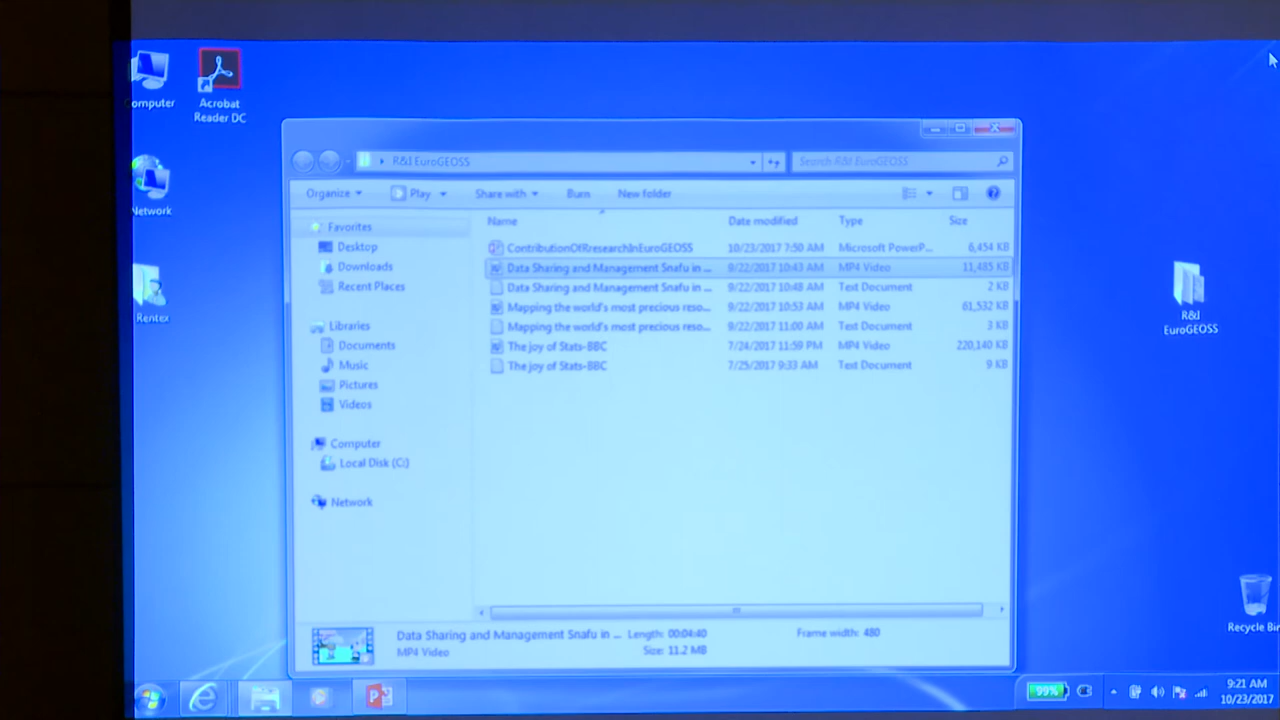 omputer
Acrobat
Reader DC
Network
Rentex
R&I EuroGEOSS
Search R&I EuroGEOSS
Organize
Play
Share with
Burn
New folder
Name
Date modified
Type
Size
Favorites
Desktop
Downloads
Recent Places
Libraries
Documents
Music
Pictures
Videos
Computer
Local Disk (C:)
Network
ContributionOfRresearchInEuroGEOSS 10/23/2017 7:50 AM Microsoft PowerP... 6,454 KB
Data Sharing and Management Snafu in ... 9/22/2017 10:43 AM MP4 Video 11,485 KB
Data Sharing and Management Snafu in ... 9/22/2017 10:48 AM Text Document 2 KB
Mapping the world's most precious reso... 9/22/2017 10:53 AM MP4 Video 61,532 KB
Mapping the world's most precious reso... 9/22/2017 11:00 AM Text Document 3 KB
The joy of Stats-BBC 7/24/2017 11:59 PM MP4 Video 220,140 KB
The joy of Stats-BBC 7/25/2017 9:33 AM Text Document 9 KB
R&I
EuroGEOSS
Data Sharing and Management Snafu in ... Length: 00:04:40 Frame width: 480
MP4 Video Size: 11.2 MB
Recycle Bin
99%
9:21 AM
10/23/2017